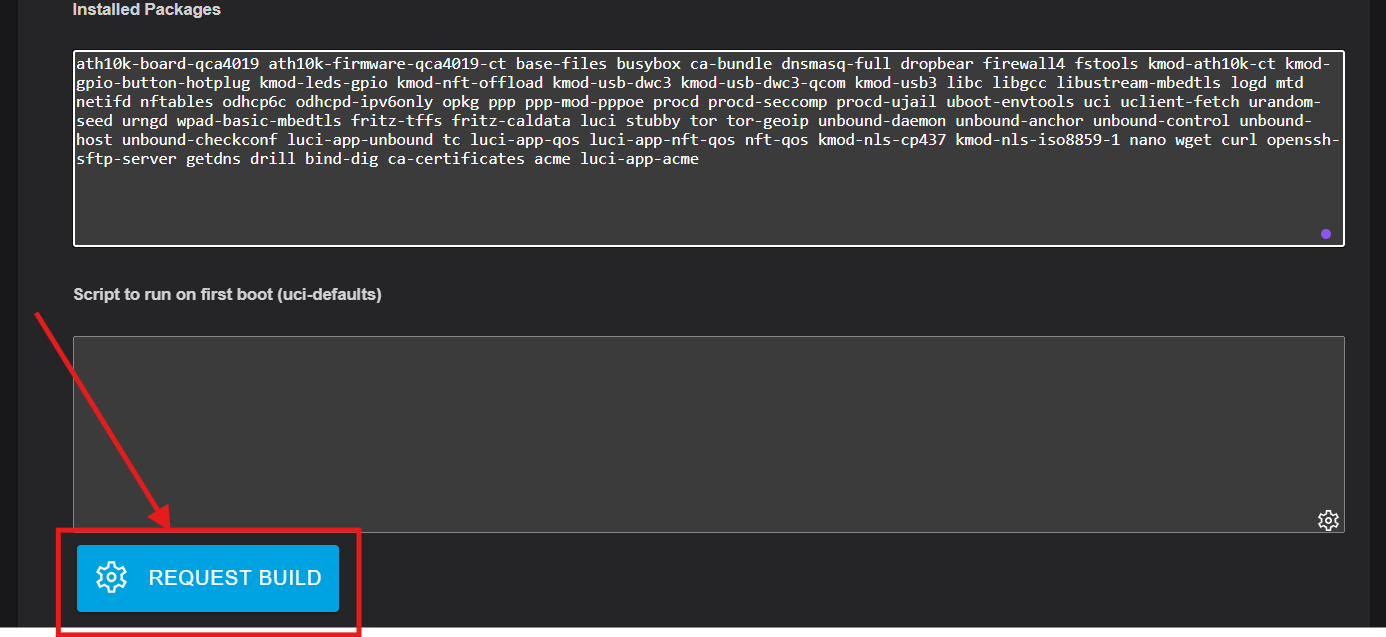 Installed Packages
ath10k-board-qca4019 ath10k-firmware-qca4019-ct base-files busybox ca-bundle dnsmasq-full dropbear firewall4 fstools kmod-ath10k-ct kmod-
gpio-button-hotplug kmod-leds-gpio kmod-nft-offload kmod-usb-dwc3 kmod-usb-dwc3-qcom kmod-usb3 libc libgcc libustream-mbedtls logd mtd
netifd nftables odhcp6c odhcpd-ipv6only opkg ppp ppp-mod-pppoe procd procd-seccomp procd-ujail uboot-envtools uci uclient-fetch urandom-
seed urngd wpad-basic-mbedtls fritz-tffs fritz-caldata luci stubby tor tor-geoip unbound-daemon unbound-anchor unbound-control unbound-
host unbound-checkconf luci-app-unbound tc luci-app-qos luci-app-nft-qos nft-qos kmod-nls-cp437 kmod-nls-iso8859-1 nano wget curl openssh-
sftp-server getdns drill bind-dig ca-certificates acme luci-app-acme
Script to run on first boot (uci-defaults)
REQUEST BUILD